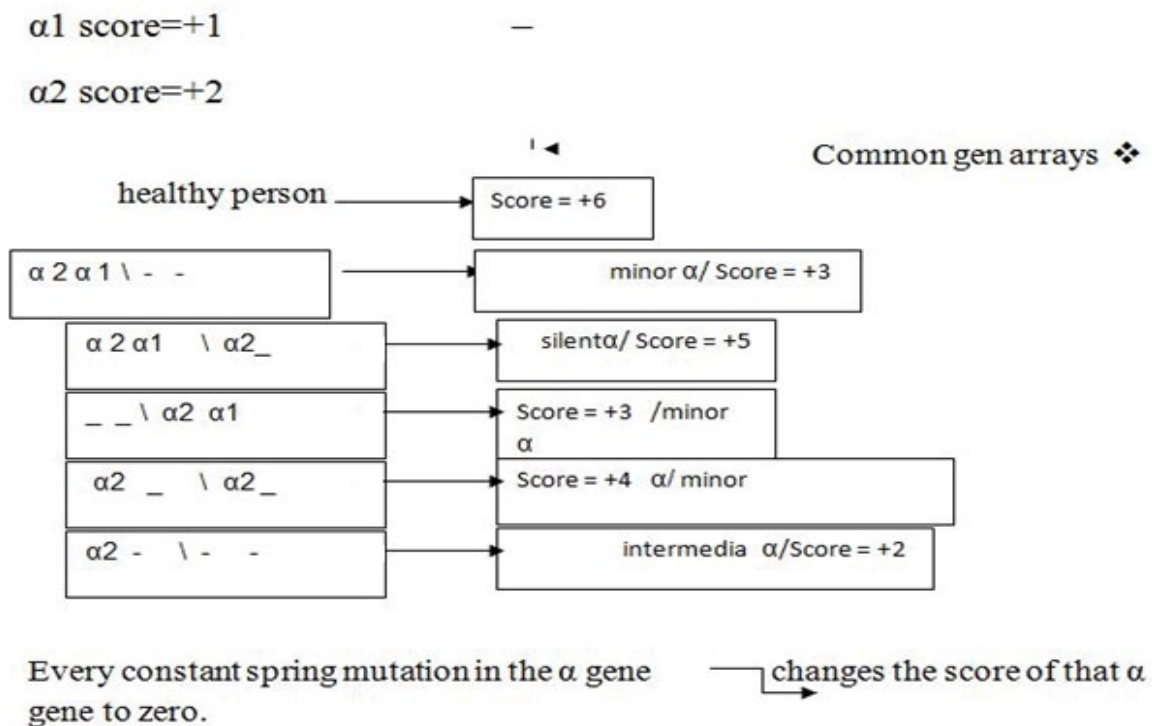 α1 score=+1
α2 score=+2
Common gen arrays ❖
healthy person
Score = +6
α 2 α 1 \ - -
minor α/ Score = +3
α 2 α1 \ α2_
silentα/ Score = +5
_ _ \ α2 α1
Score = +3 /minor
α
α2 _ \ α2 _
Score = +4 α/ minor
α2 - \ - -
intermedia α/Score = +2
Every constant spring mutation in the α gene changes the score of that α
gene to zero.